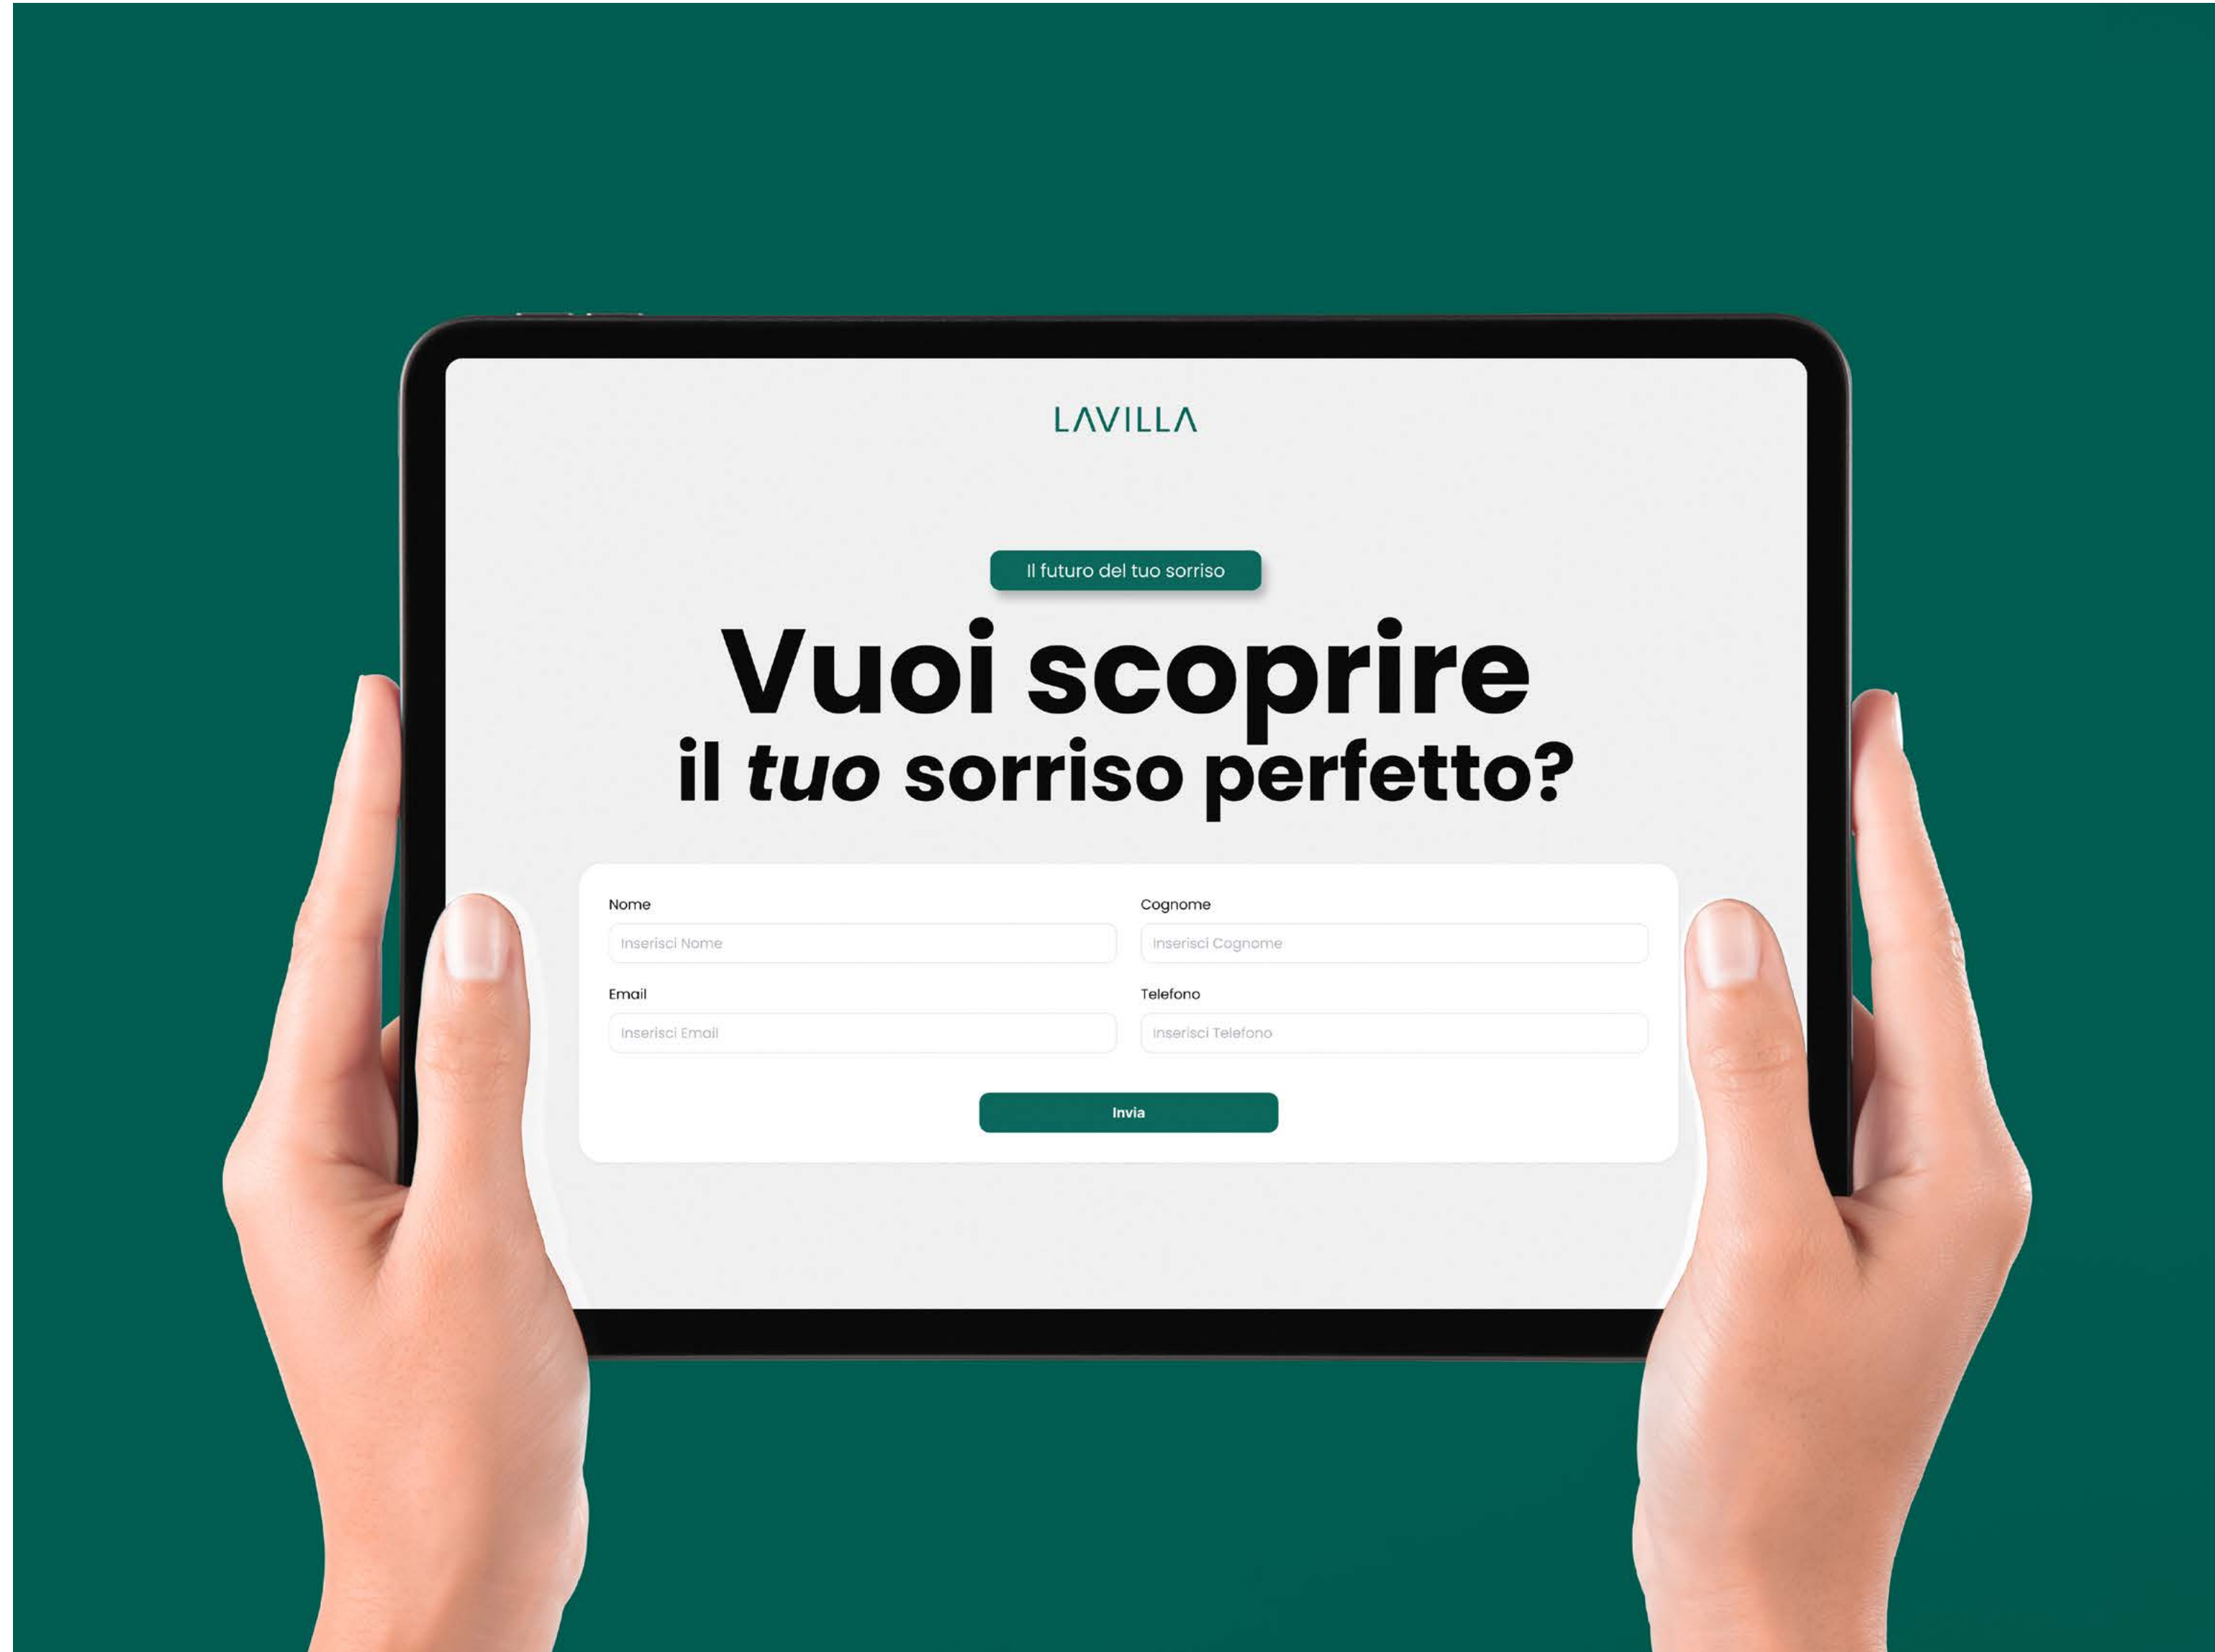 LAVILLA
Il futuro del tuo sorriso
Vuoi scoprire
il tuo sorriso perfetto?
Nome
Cognome
Inserisci Nome
Inserisci Cognome
Email
Telefono
Inserisci Email
Inserisci Telefono
Invia